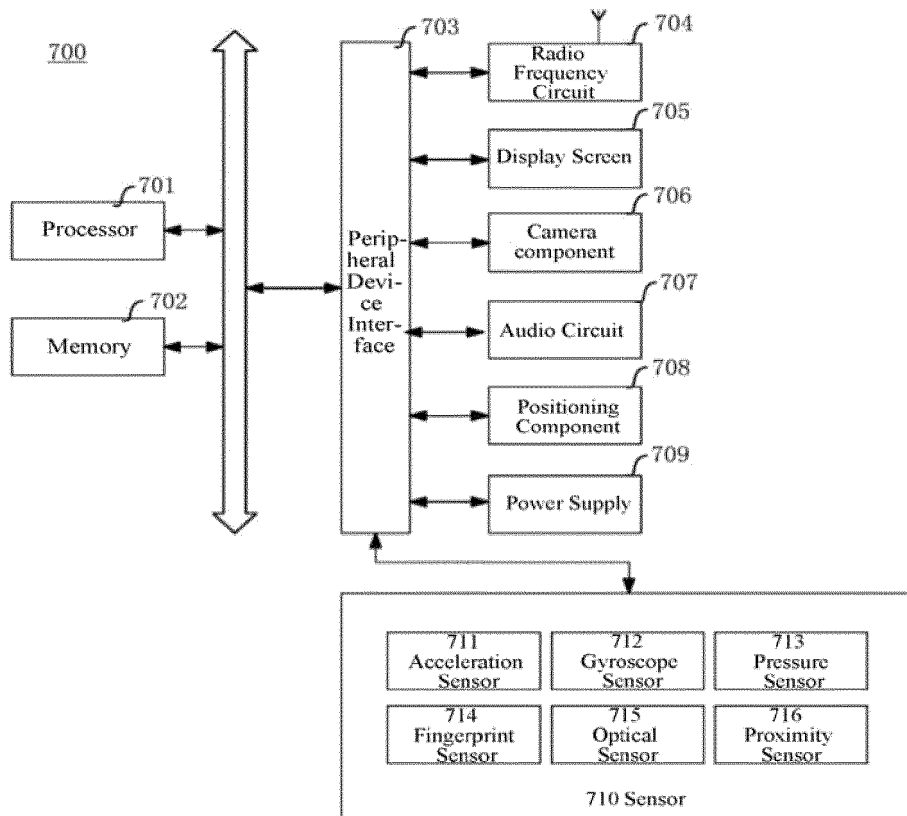 700
703
704
Radio
Frequency
Circuit
705
Display Screen
701
Processor
706
Camera
component
Perip-
heral
Devi-
ce
Inter-
face
702
Memory
707
Audio Circuit
708
Positioning
Component
709
Power Supply
711
Acceleration
Sensor
712
Gyroscope
Sensor
713
Pressure
Sensor
714
Fingerprint
Sensor
715
Optical
Sensor
716
Proximity
Sensor
710 Sensor